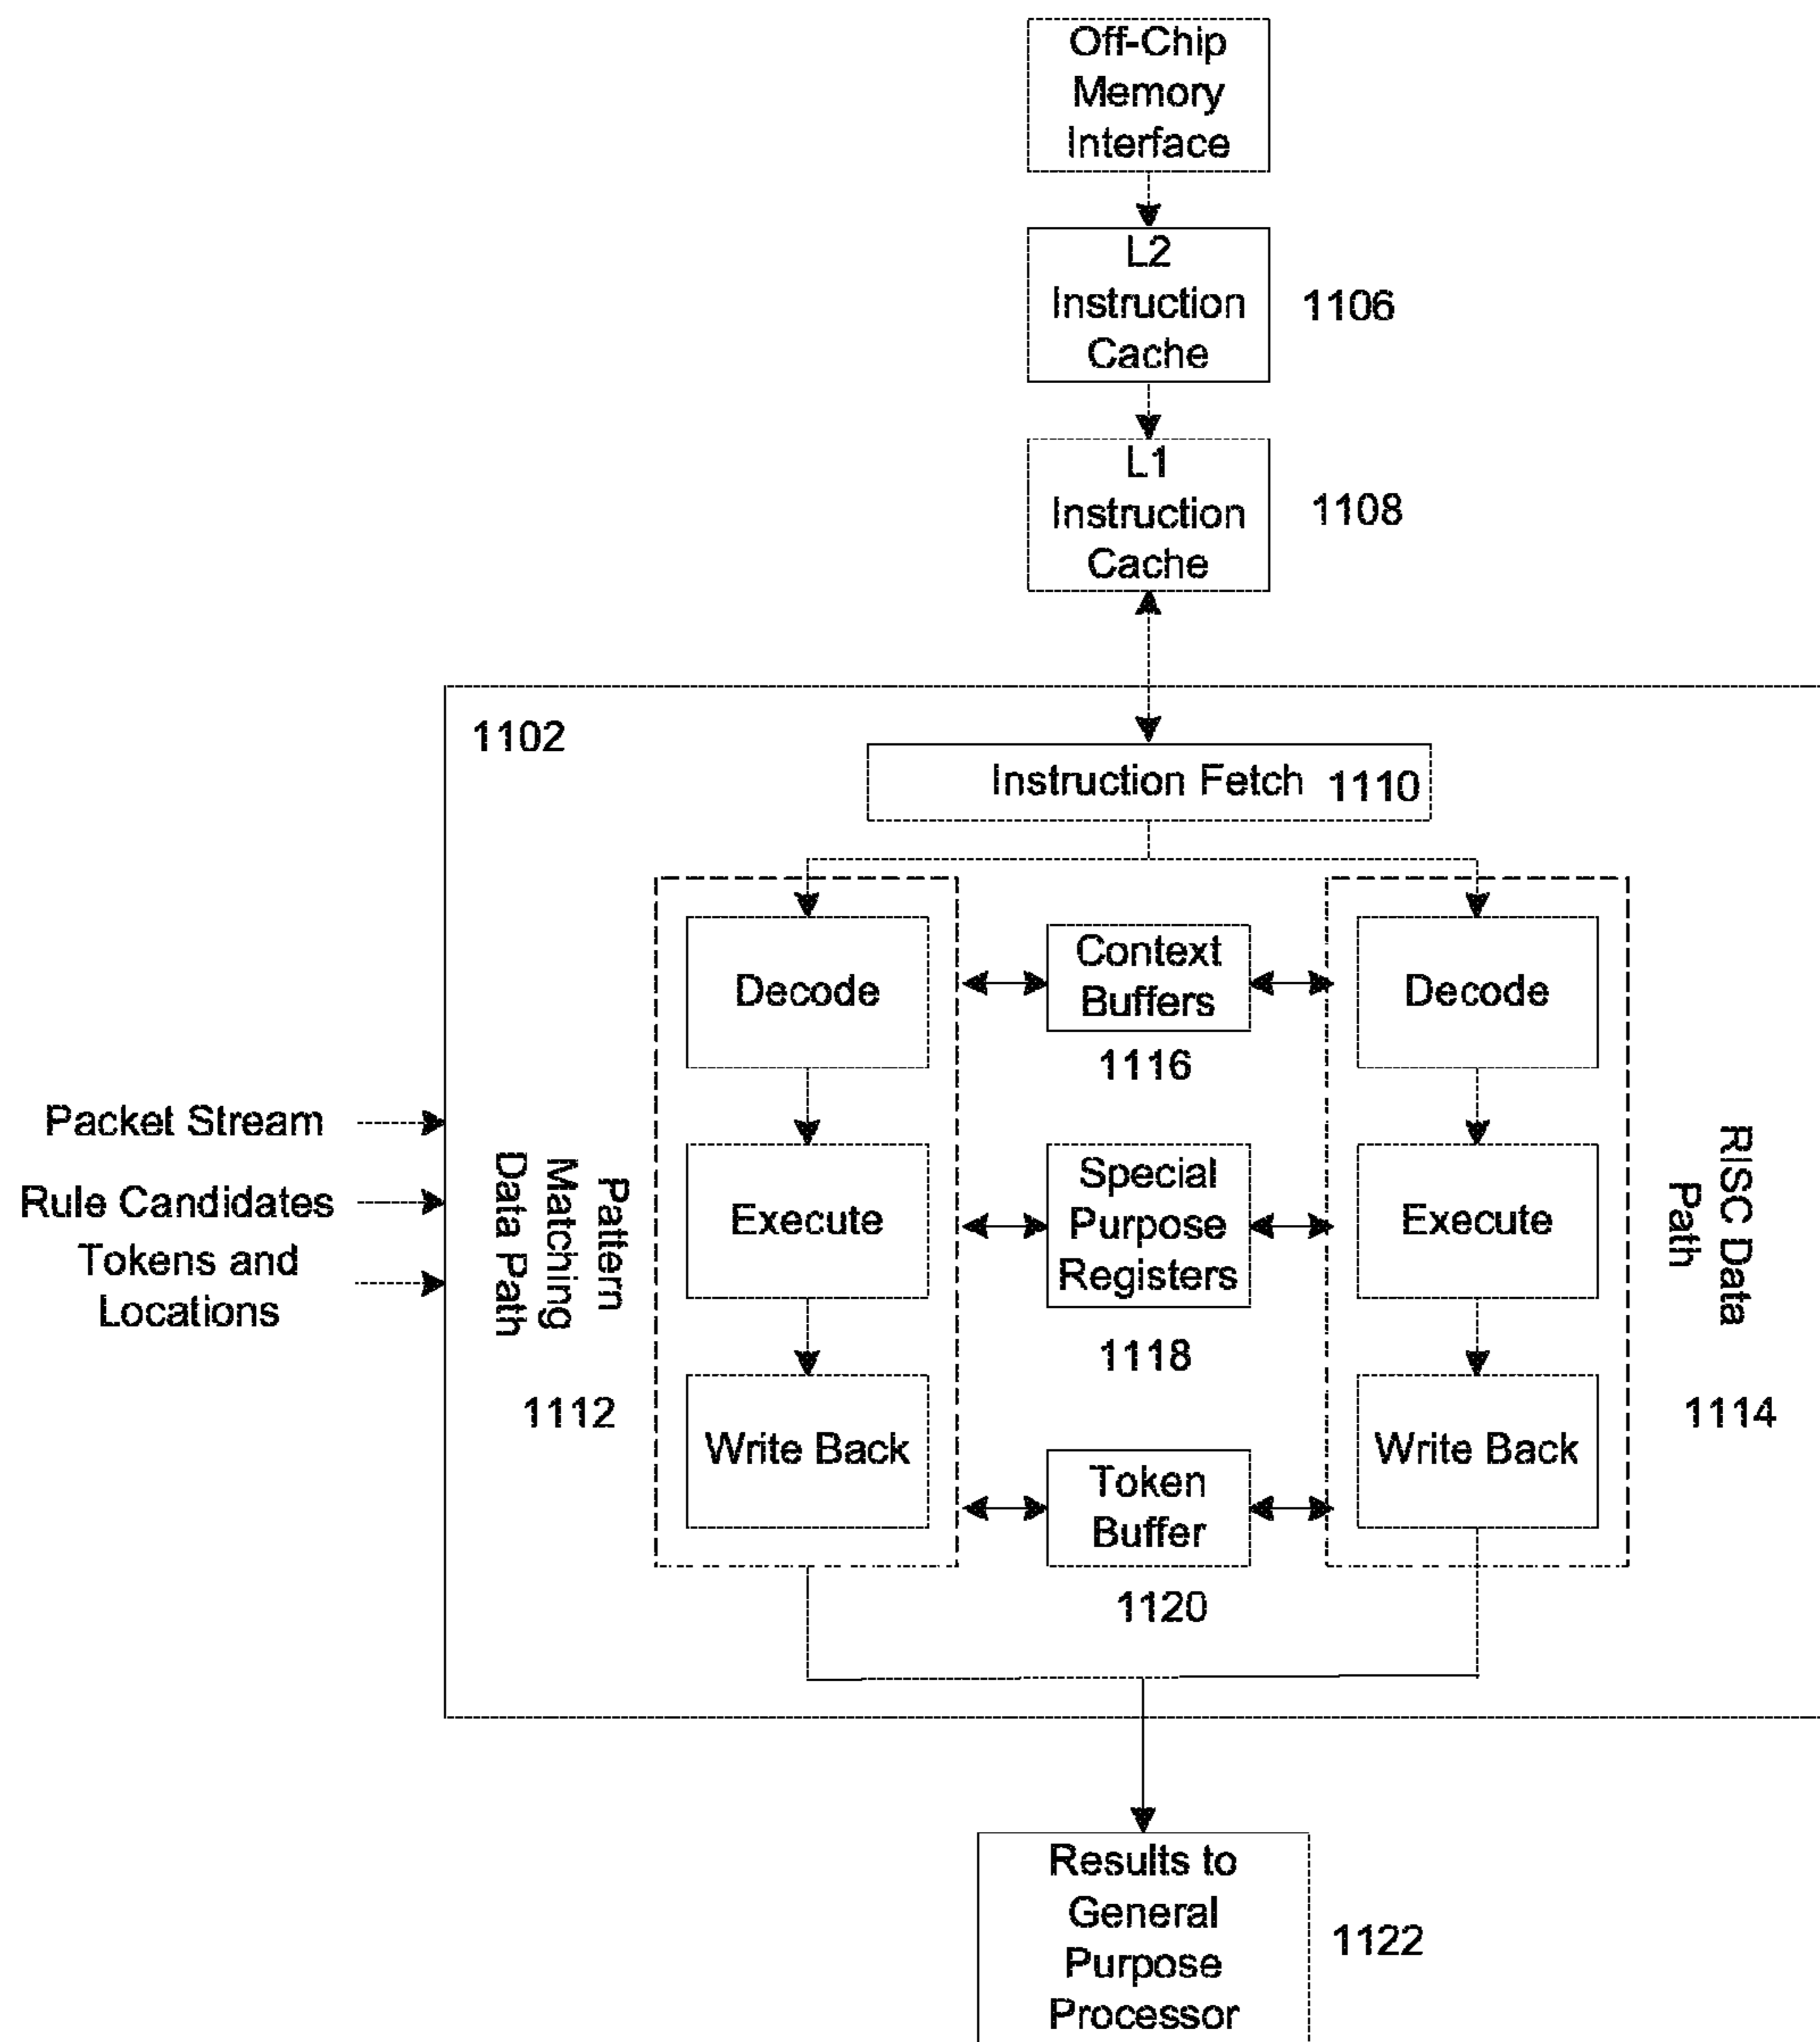 Off-Chip
Memory
Interface
L2
Instruction
Cache
1106
L1
Instruction
Cache
1108
1102
Instruction Fetch 1110
Decode
Context
Buffers
1116
Decode
Packet Stream
Rule Candidates
Tokens and
Locations
Pattern
Matching
Data Path
1112
Execute
Special
Purpose
Registers
1118
Execute
RISC Data
Path
1114
Write Back
Token
Buffer
1120
Write Back
Results to
General
Purpose
Processor
1122